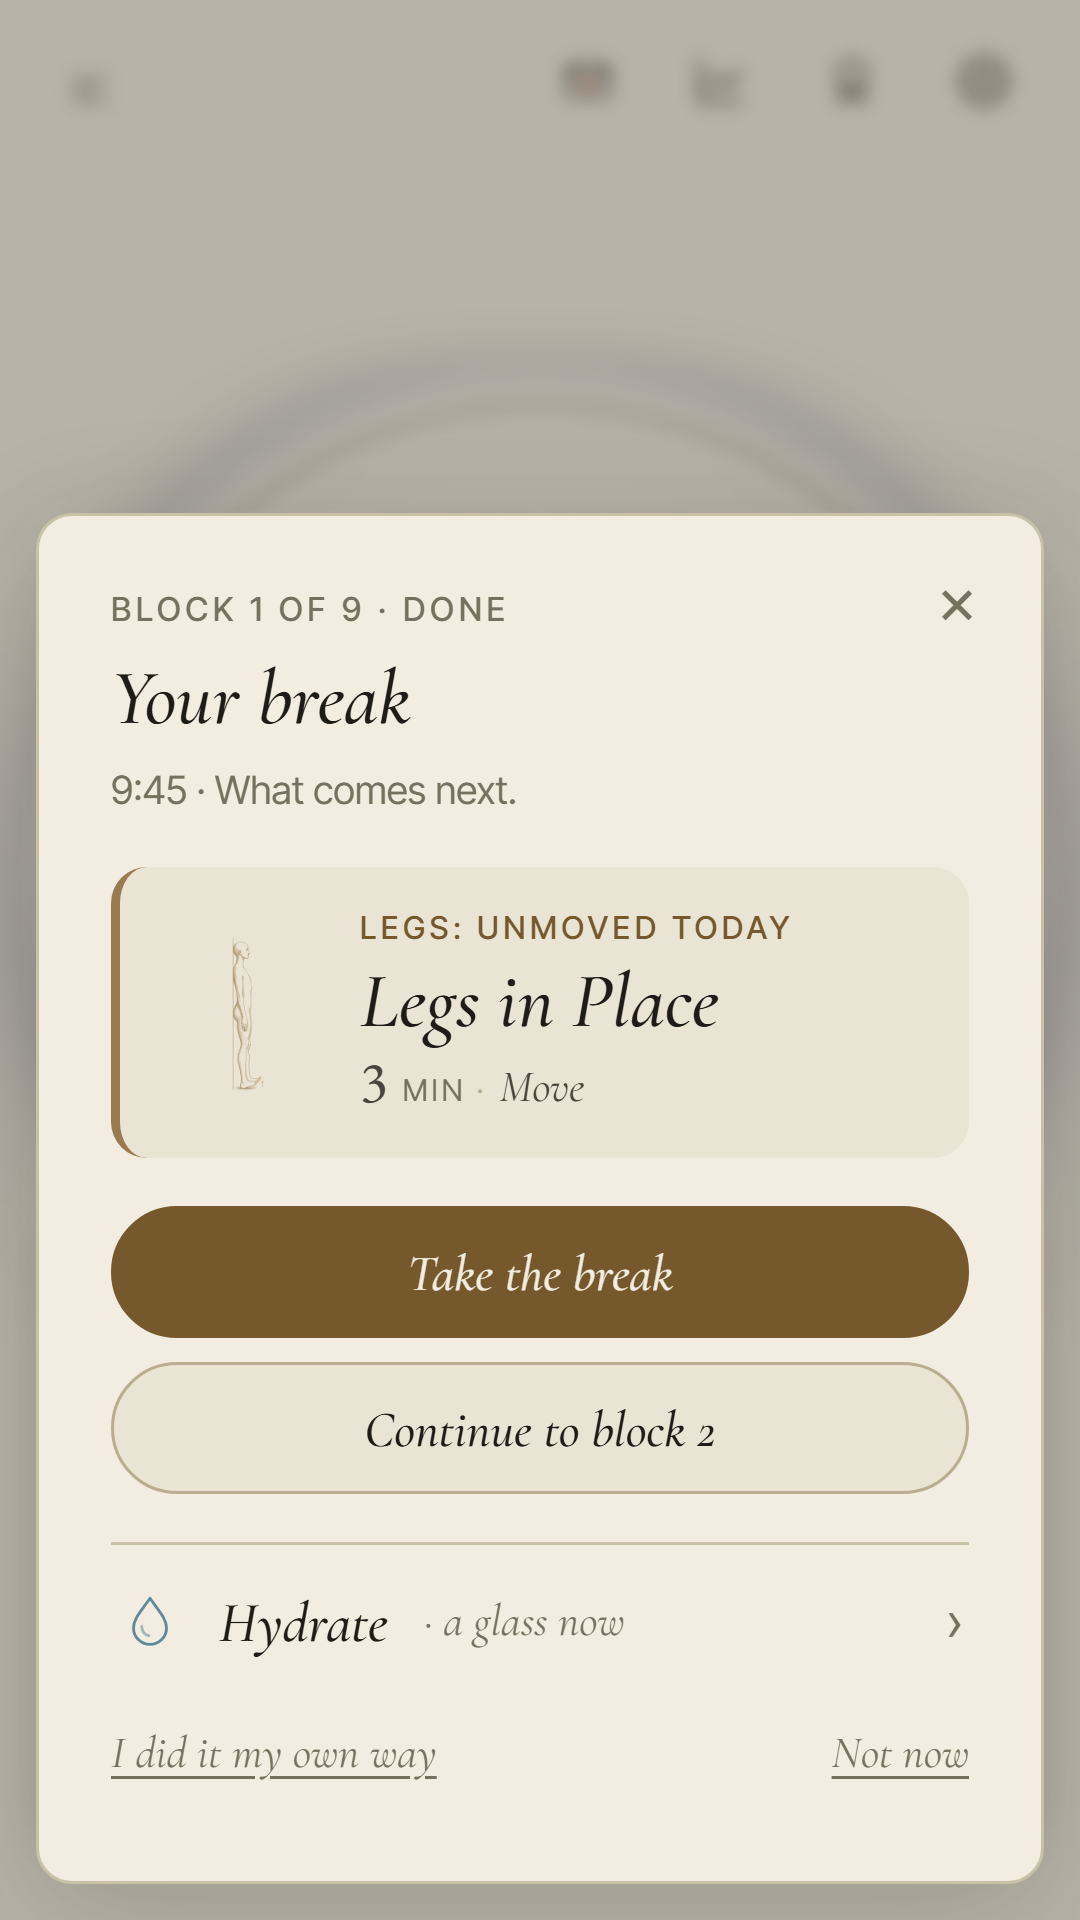 BLOCK 1 OF 9 · DONE
Your break
9:45 · What comes next.
LEGS: UNMOVED TODAY
Legs in Place
3 MIN · Move
Take the break
Continue to block 2
Hydrate · a glass now
I did it my own way
Not now